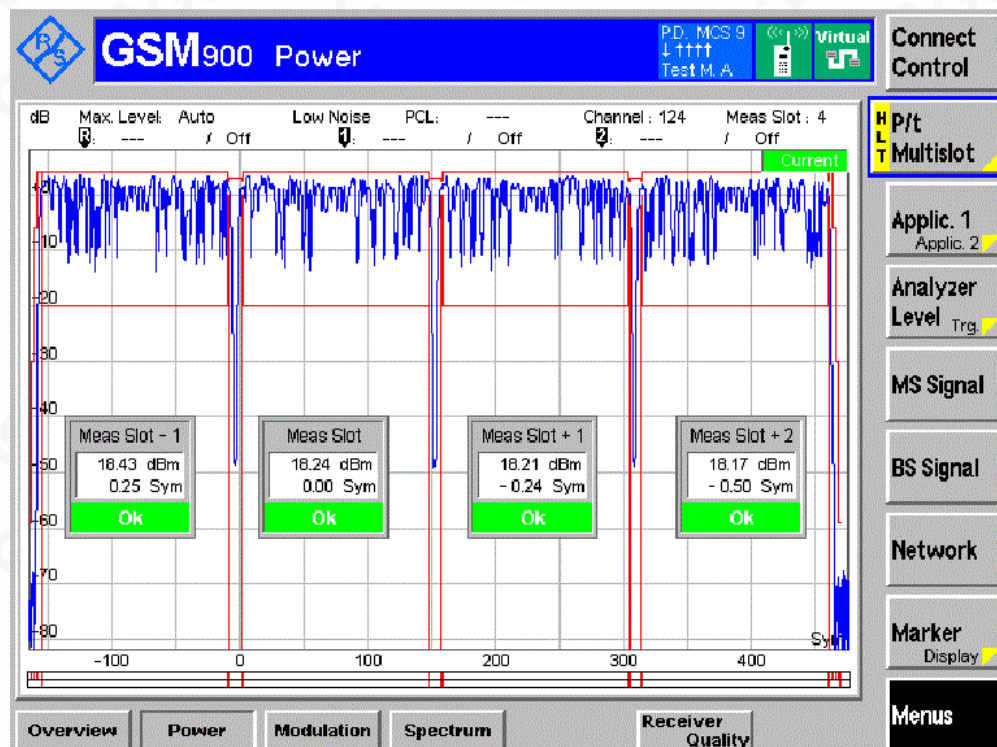 R/S
GSM900 Power
P.D. MCS 9
↓ ↑↑↑↑
Test M. A
Virtual
Connect Control
dB Max. Level: Auto Low Noise PCL: --- Channel : 124 Meas Slot : 4
R: --- / Off 1: --- / Off 2: --- / Off
Current
HLT
P/t Multislot
Applic. 1
Applic. 2
Analyzer Level Trg.
MS Signal
BS Signal
Network
Marker
Display
Menus
+0
-10
-20
-30
-40
-50
-60
-70
-80
Meas Slot - 1
18.43 dBm
0.25 Sym
Ok
Meas Slot
18.24 dBm
0.00 Sym
Ok
Meas Slot + 1
18.21 dBm
- 0.24 Sym
Ok
Meas Slot + 2
18.17 dBm
- 0.50 Sym
Ok
Sym
-100 0 100 200 300 400
Overview Power Modulation Spectrum Receiver Quality